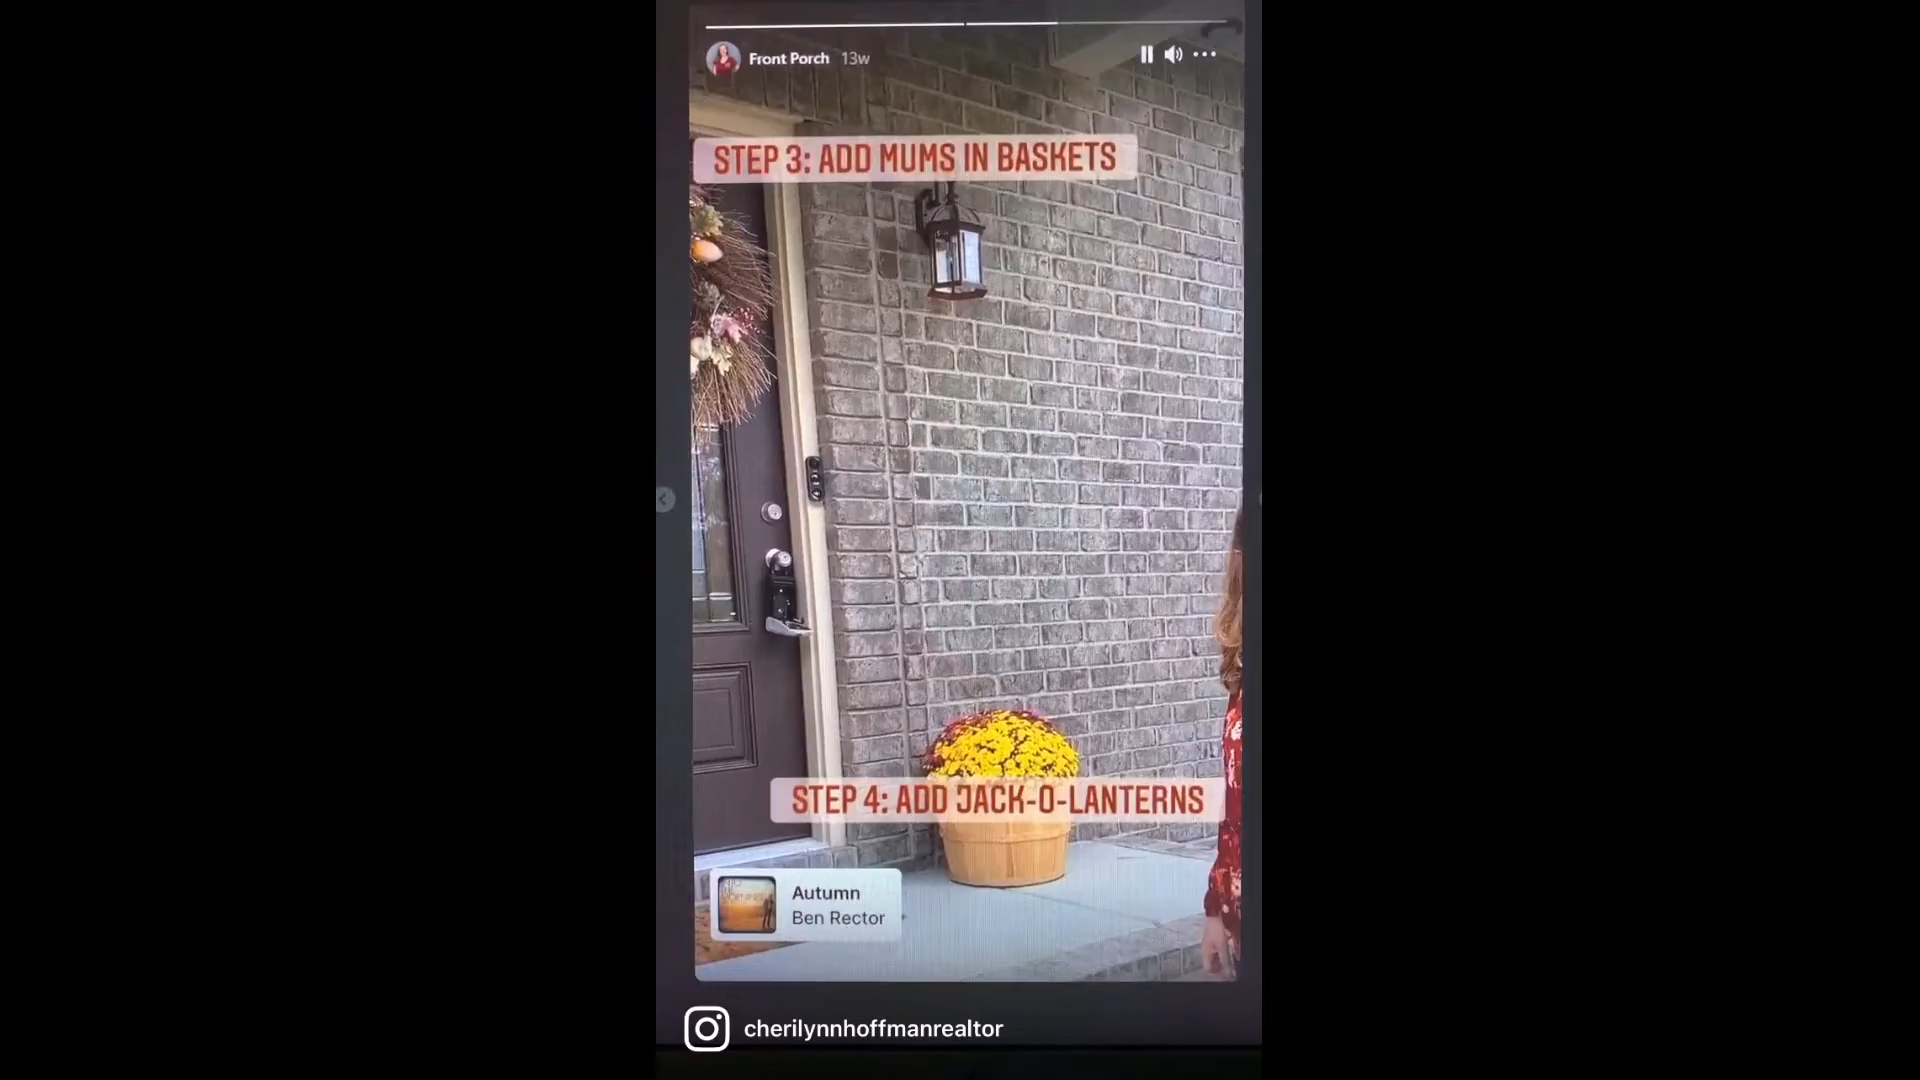 Front Porch 13w
STEP 3: ADD MUMS IN BASKETS
STEP 4: ADD JACK-O-LANTERNS
Autumn
Ben Rector
cherilynnhoffmanrealtor